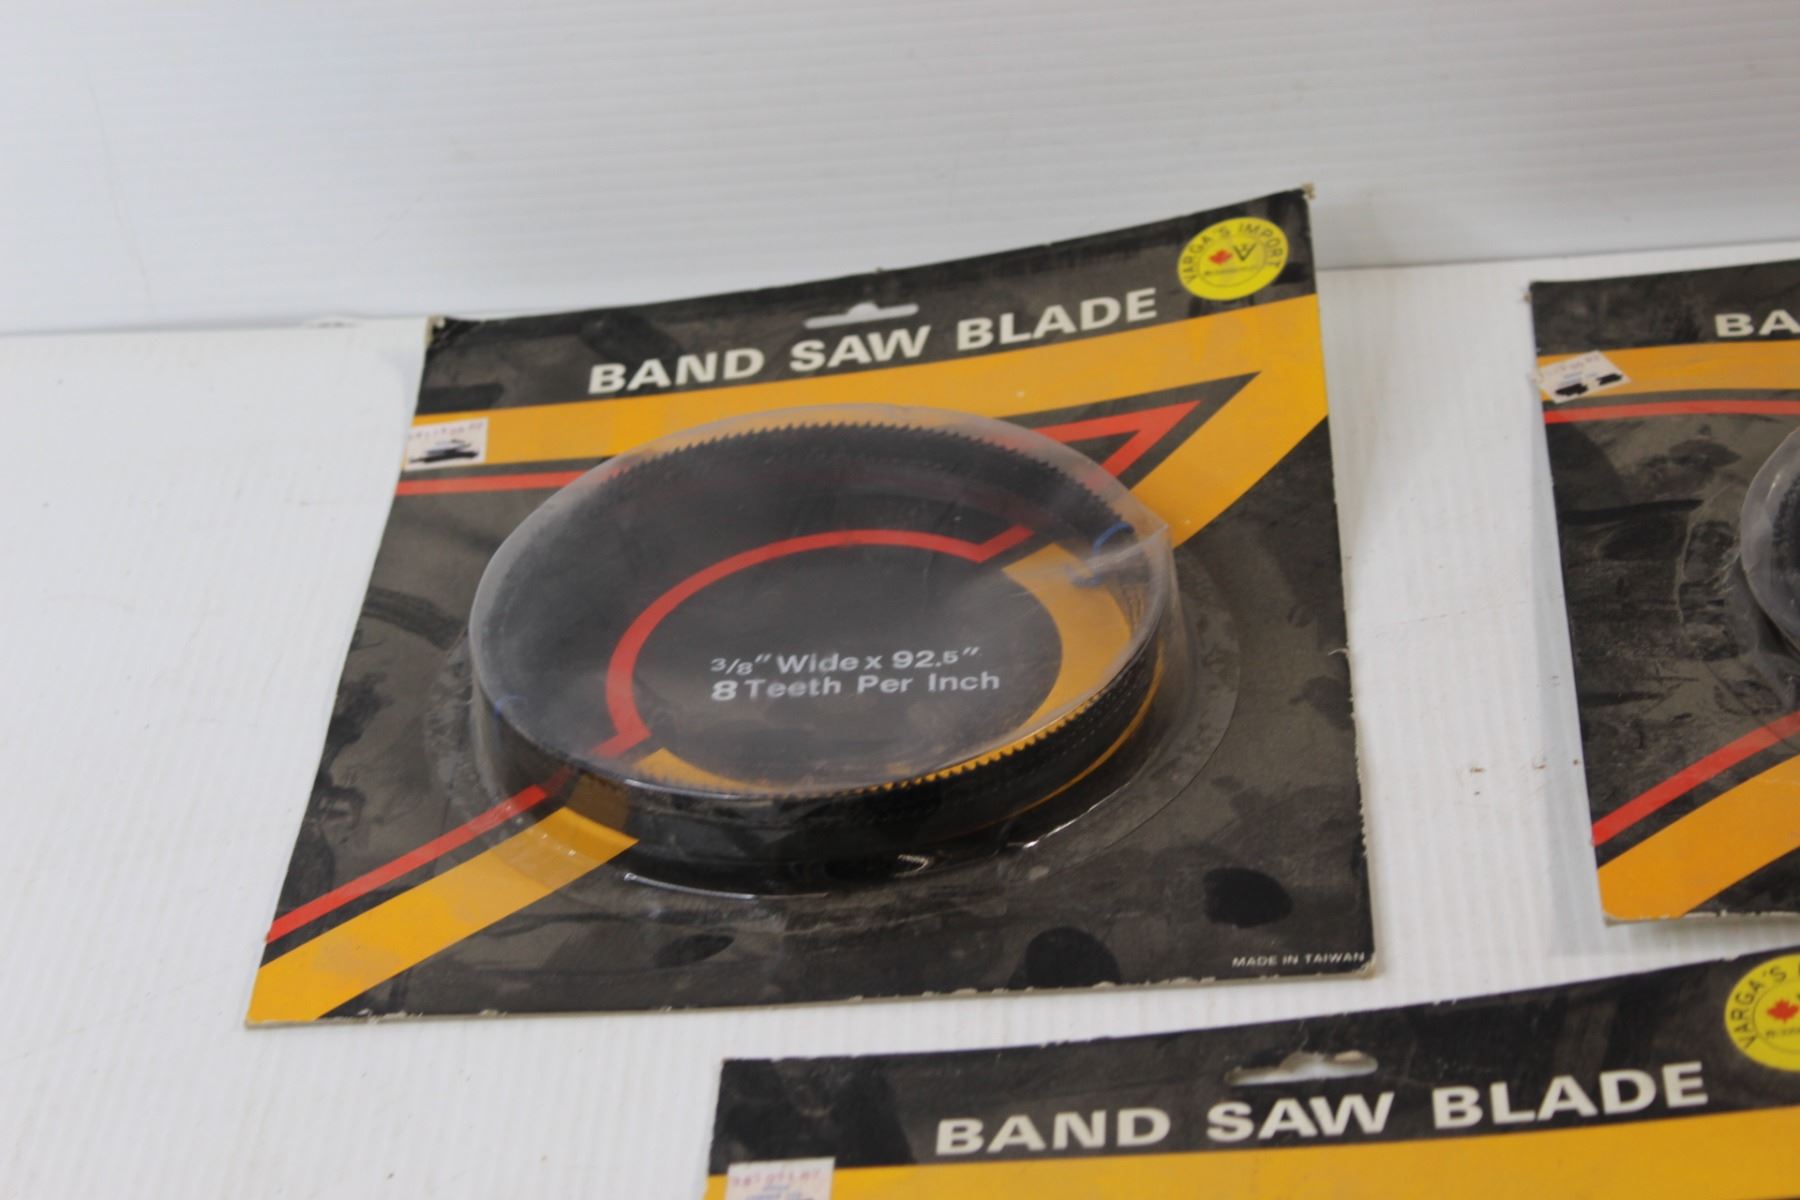 BAND SAW BLADE
VARGA'S IMPORT
3/8" Wide x 92.5"
8 Teeth Per Inch
MADE IN TAIWAN
BA
BAND SAW BLADE
VARGA'S